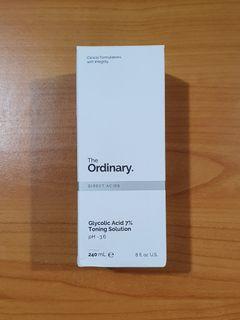 Clinical Formulations
with Integrity.
The
Ordinary.
DIRECT ACIDS
Glycolic Acid 7%
Toning Solution
pH ~ 3.6
240 mL ℮ 8 fl. oz. U.S.